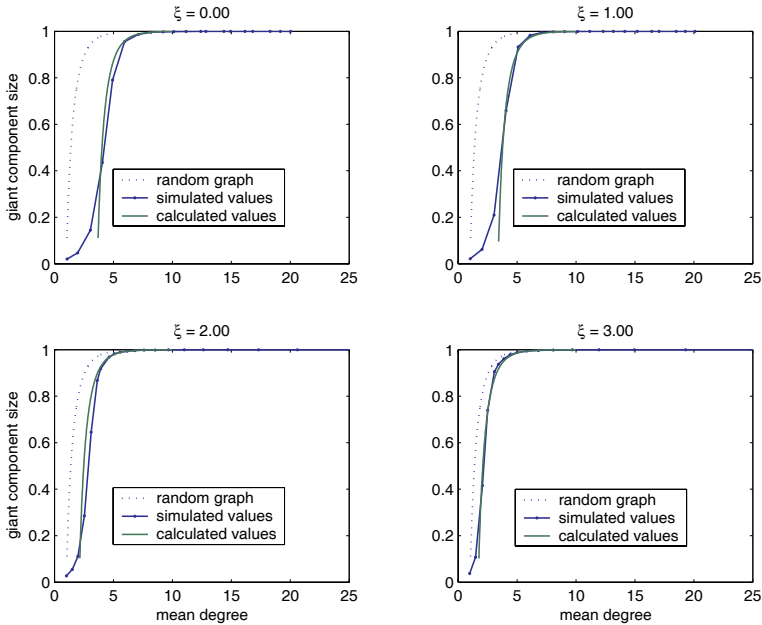 ξ = 0.00
ξ = 1.00
1
0.8
0.6
0.4
0.2
0
giant component size
random graph
simulated values
calculated values
0 5 10 15 20 25
1
0.8
0.6
0.4
0.2
0
random graph
simulated values
calculated values
0 5 10 15 20 25
ξ = 2.00
ξ = 3.00
1
0.8
0.6
0.4
0.2
0
giant component size
random graph
simulated values
calculated values
0 5 10 15 20 25
mean degree
1
0.8
0.6
0.4
0.2
0
random graph
simulated values
calculated values
0 5 10 15 20 25
mean degree